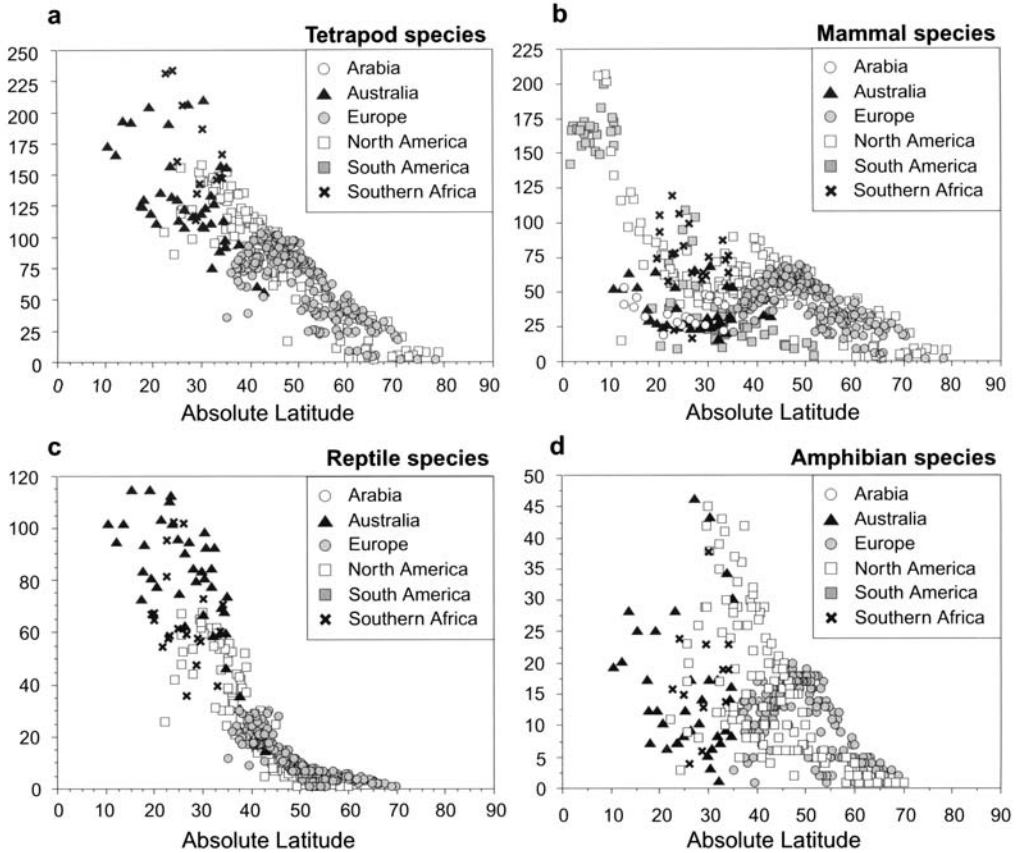 a
Tetrapod species
Arabia
Australia
Europe
North America
South America
Southern Africa
250
225
200
175
150
125
100
75
50
25
0
0 10 20 30 40 50 60 70 80 90
Absolute Latitude
b
Mammal species
Arabia
Australia
Europe
North America
South America
Southern Africa
225
200
175
150
125
100
75
50
25
0
0 10 20 30 40 50 60 70 80 90
Absolute Latitude
c
Reptile species
Arabia
Australia
Europe
North America
South America
Southern Africa
120
100
80
60
40
20
0
0 10 20 30 40 50 60 70 80 90
Absolute Latitude
d
Amphibian species
Arabia
Australia
Europe
North America
South America
Southern Africa
50
45
40
35
30
25
20
15
10
5
0
0 10 20 30 40 50 60 70 80 90
Absolute Latitude